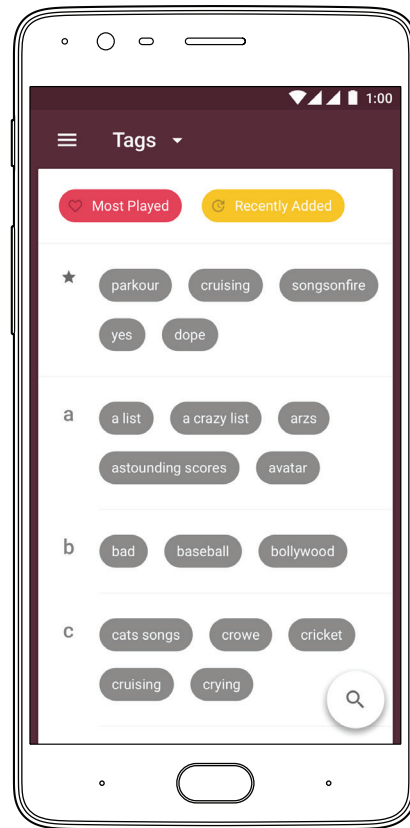 1:00
Tags
Most Played Recently Added
parkour cruising songsonfire
yes dope
a a list a crazy list arzs
astounding scores avatar
b bad baseball bollywood
c cats songs crowe cricket
cruising crying